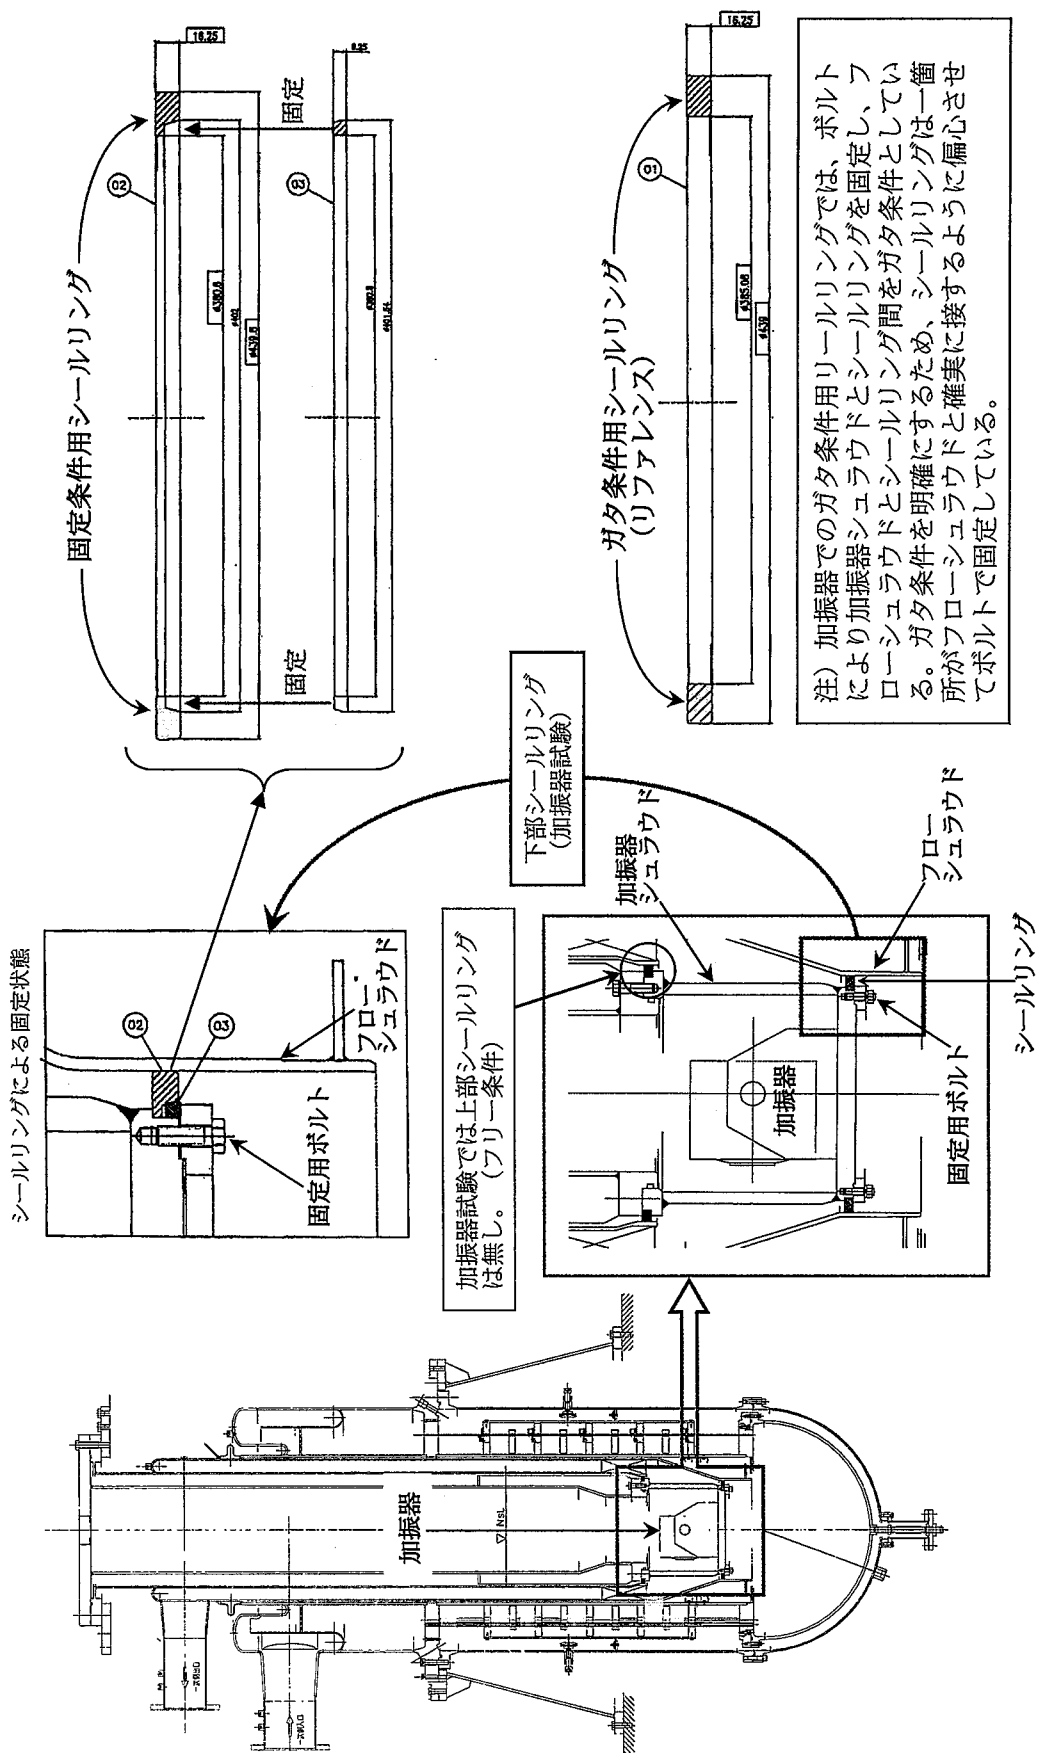 シールリングによる固定状態
02
03
フロー・
シュラウド
固定用ボルト
固定条件用シールリング
02
16.25
φ380.8
φ402
φ439.8
固定
固定
03
φ401.84
ガタ条件用シールリング
(リファレンス)
01
16.25
φ385.08
φ439
下部シールリング
(加振器試験)
加振器試験では上部シールリング
は無し。(フリー条件)
加振器
シュラウド
フロー
シュラウド
シールリング
固定用ボルト
加振器
加振器
NsL
注）加振器でのガタ条件用リールリングでは、ボルト
により加振器シュラウドとシールリングを固定し、フ
ローシュラウドとシールリング間をガタ条件としてい
る。ガタ条件を明確にするため、シールリングは一箇
所がフローシュラウドと確実に接するように偏心させ
てボルトで固定している。